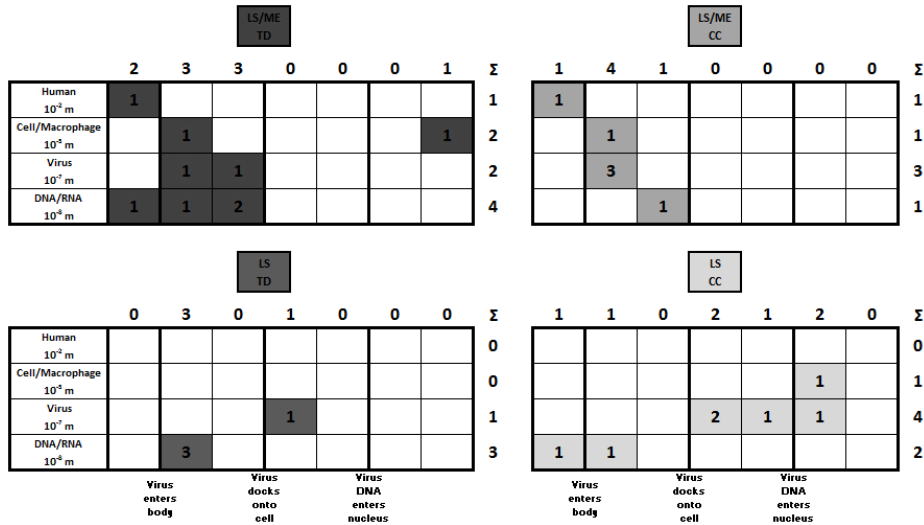 LS/ME
TD
LS/ME
CC
2 3 3 0 0 0 1 Σ
1 4 1 0 0 0 0 Σ
Human
10⁻² m
1 1
1 1
Cell/Macrophage
10⁻⁵ m
1 1 2
1 1
Virus
10⁻⁷ m
1 1 2
3 3
DNA/RNA
10⁻⁸ m
1 1 2 4
1 1
LS
TD
LS
CC
0 3 0 1 0 0 0 Σ
1 1 0 2 1 2 0 Σ
Human
10⁻² m
0
0
Cell/Macrophage
10⁻⁵ m
0
1 1
Virus
10⁻⁷ m
1 1
2 1 1 4
DNA/RNA
10⁻⁸ m
3 3
1 1 2
Virus
enters
body
Virus
docks
onto
cell
Virus
DNA
enters
nucleus
Virus
enters
body
Virus
docks
onto
cell
Virus
DNA
enters
nucleus